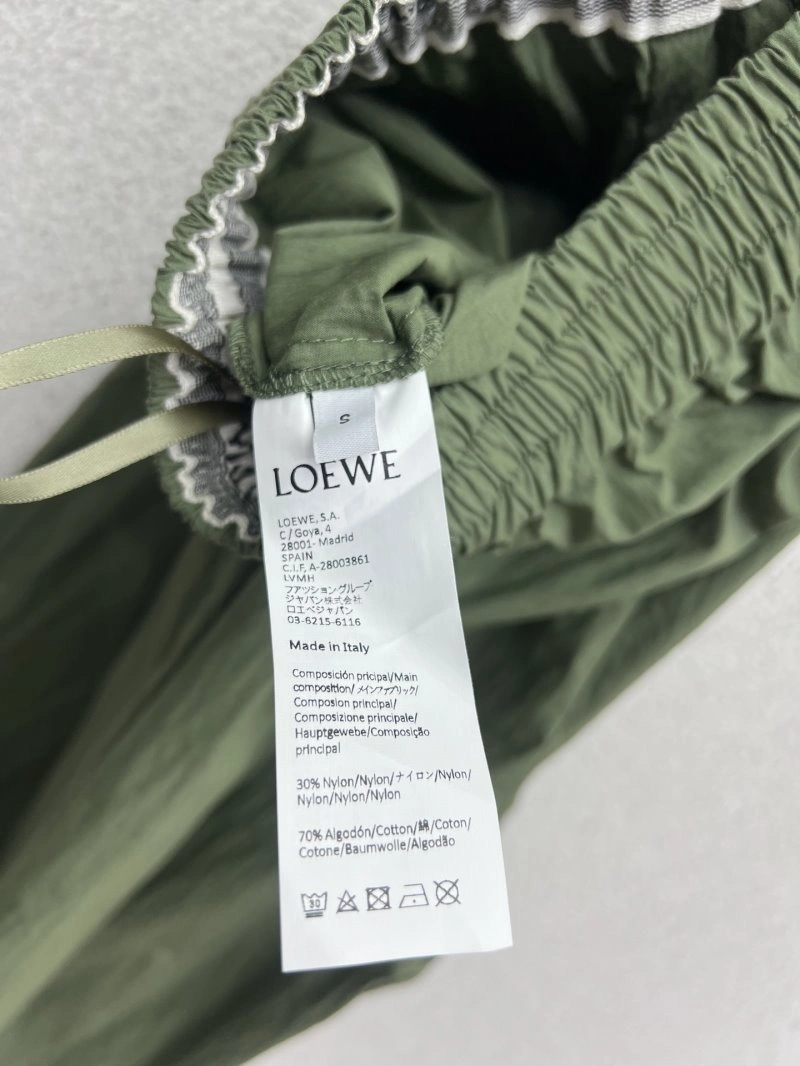 S
LOEWE
LOEWE, S.A.
C/Goya, 4
28001- Madrid
SPAIN
C.I.F, A-28003861
LVMH
ファッショングループ
ジャパン株式会社
ロエベジャパン
03-6215-6116
Made in Italy
Composición pricipal/Main
composition/メインファブリック/
Composion principal/
Composizione principale/
Hauptgewebe/Composição
principal
30% Nylon/Nylon/ナイロン/Nylon/
Nylon/Nylon/Nylon
70% Algodón/Cotton/綿/Coton/
Cotone/Baumwolle/Algodão
30